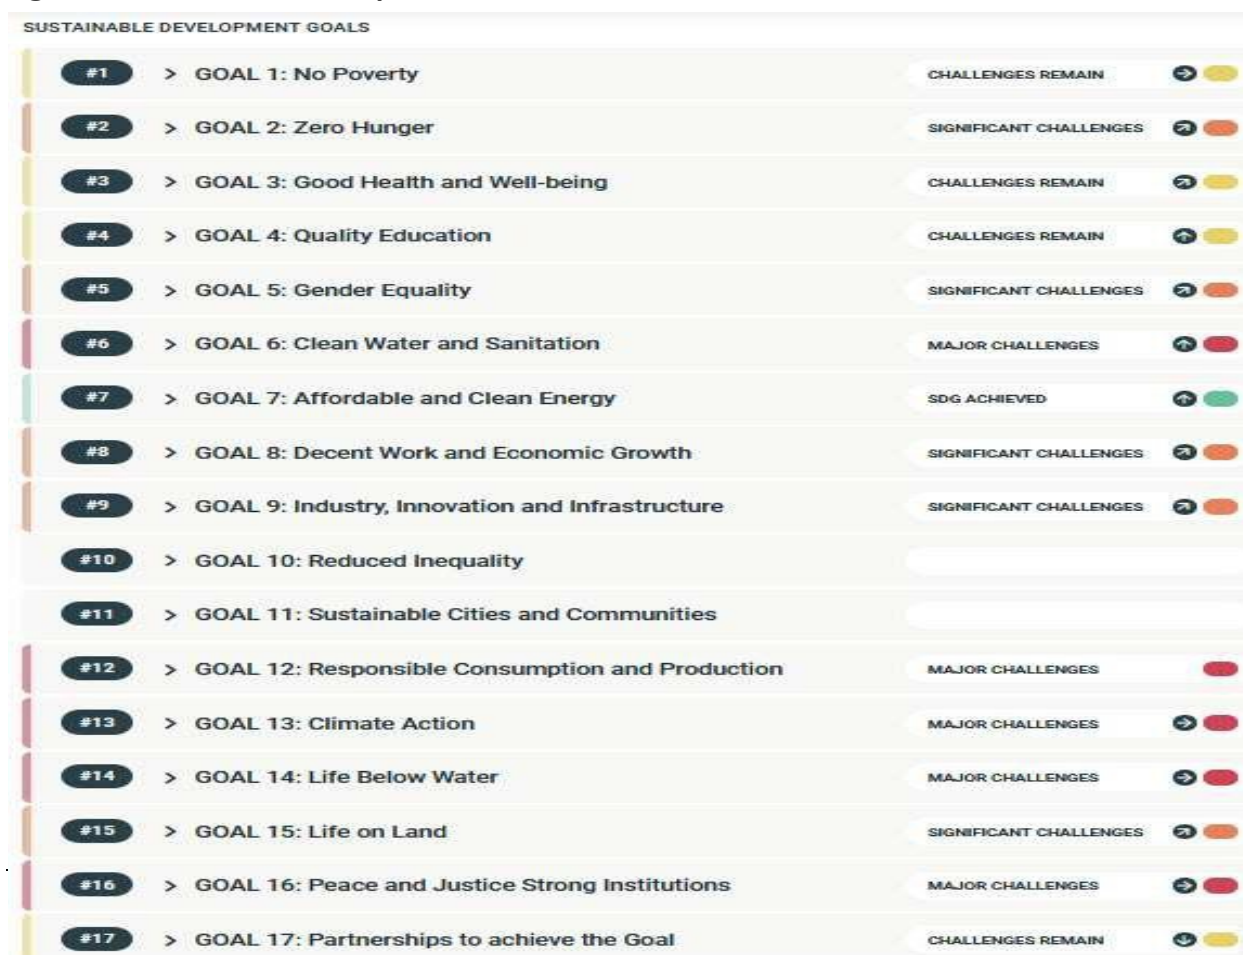 SUSTAINABLE DEVELOPMENT GOALS
#1 > GOAL 1: No Poverty CHALLENGES REMAIN
#2 > GOAL 2: Zero Hunger SIGNIFICANT CHALLENGES
#3 > GOAL 3: Good Health and Well-being CHALLENGES REMAIN
#4 > GOAL 4: Quality Education CHALLENGES REMAIN
#5 > GOAL 5: Gender Equality SIGNIFICANT CHALLENGES
#6 > GOAL 6: Clean Water and Sanitation MAJOR CHALLENGES
#7 > GOAL 7: Affordable and Clean Energy SDG ACHIEVED
#8 > GOAL 8: Decent Work and Economic Growth SIGNIFICANT CHALLENGES
#9 > GOAL 9: Industry, Innovation and Infrastructure SIGNIFICANT CHALLENGES
#10 > GOAL 10: Reduced Inequality
#11 > GOAL 11: Sustainable Cities and Communities
#12 > GOAL 12: Responsible Consumption and Production MAJOR CHALLENGES
#13 > GOAL 13: Climate Action MAJOR CHALLENGES
#14 > GOAL 14: Life Below Water MAJOR CHALLENGES
#15 > GOAL 15: Life on Land SIGNIFICANT CHALLENGES
#16 > GOAL 16: Peace and Justice Strong Institutions MAJOR CHALLENGES
#17 > GOAL 17: Partnerships to achieve the Goal CHALLENGES REMAIN